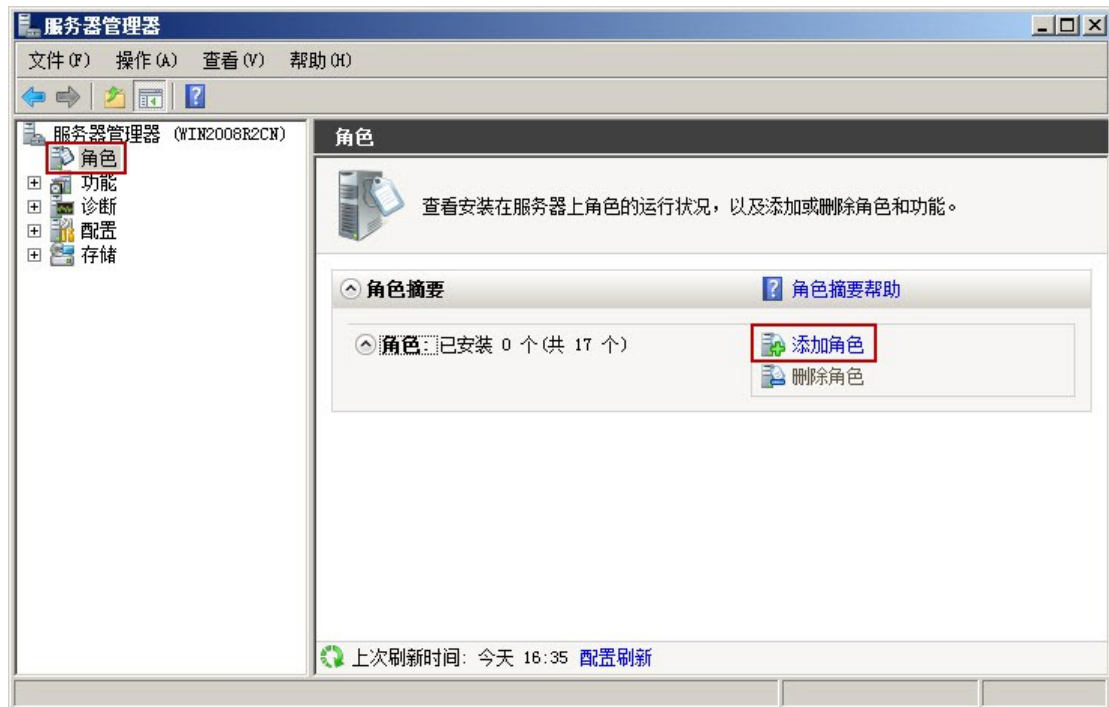 服务器管理器
文件(F) 操作(A) 查看(V) 帮助(H)
服务器管理器 (WIN2008R2CN)
角色
功能
诊断
配置
存储
角色
查看安装在服务器上角色的运行状况，以及添加或删除角色和功能。
角色摘要
角色摘要帮助
角色: 已安装 0 个(共 17 个)
添加角色
删除角色
上次刷新时间: 今天 16:35 配置刷新